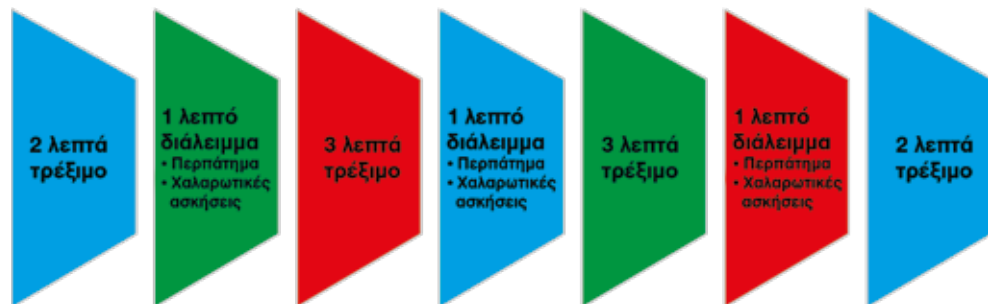 2 λεπτά
τρέξιμο
1 λεπτό
διάλειμμα
• Περπάτημα
• Χαλαρωτικές
ασκήσεις
3 λεπτά
τρέξιμο
1 λεπτό
διάλειμμα
• Περπάτημα
• Χαλαρωτικές
ασκήσεις
3 λεπτά
τρέξιμο
1 λεπτό
διάλειμμα
• Περπάτημα
• Χαλαρωτικές
ασκήσεις
2 λεπτά
τρέξιμο